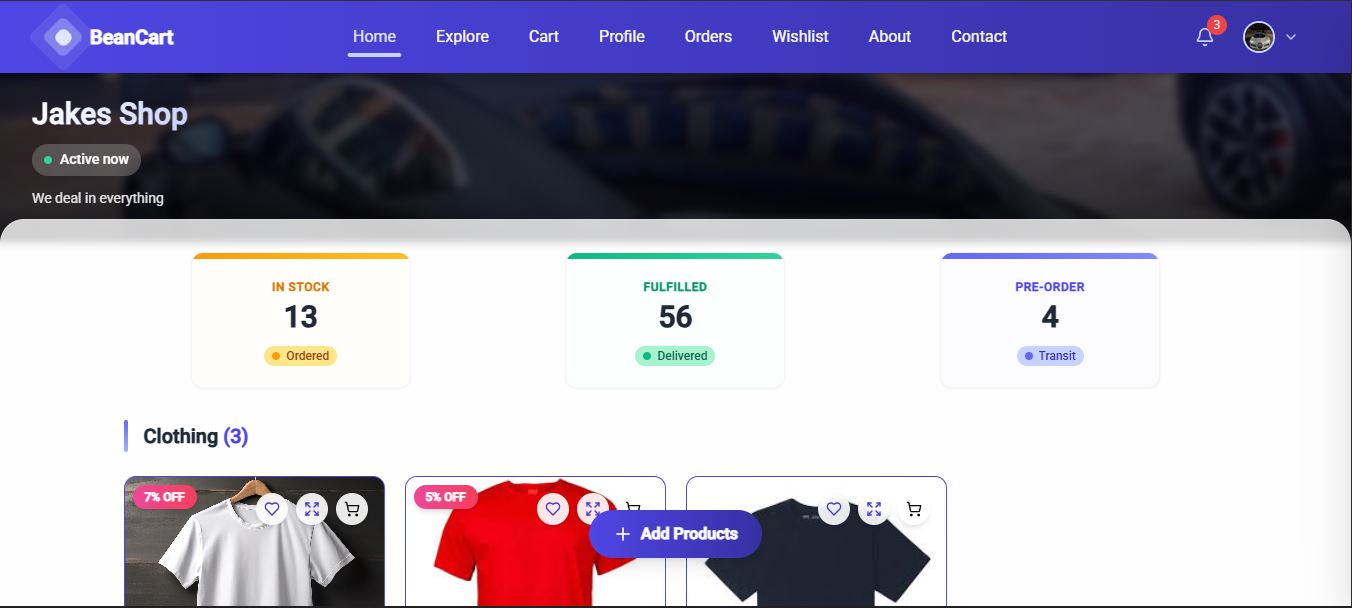 BeanCart
Home Explore Cart Profile Orders Wishlist About Contact
3
Jakes Shop
Active now
We deal in everything
IN STOCK FULFILLED PRE-ORDER
13 56 4
Ordered Delivered Transit
Clothing (3)
7% OFF 5% OFF
+ Add Products